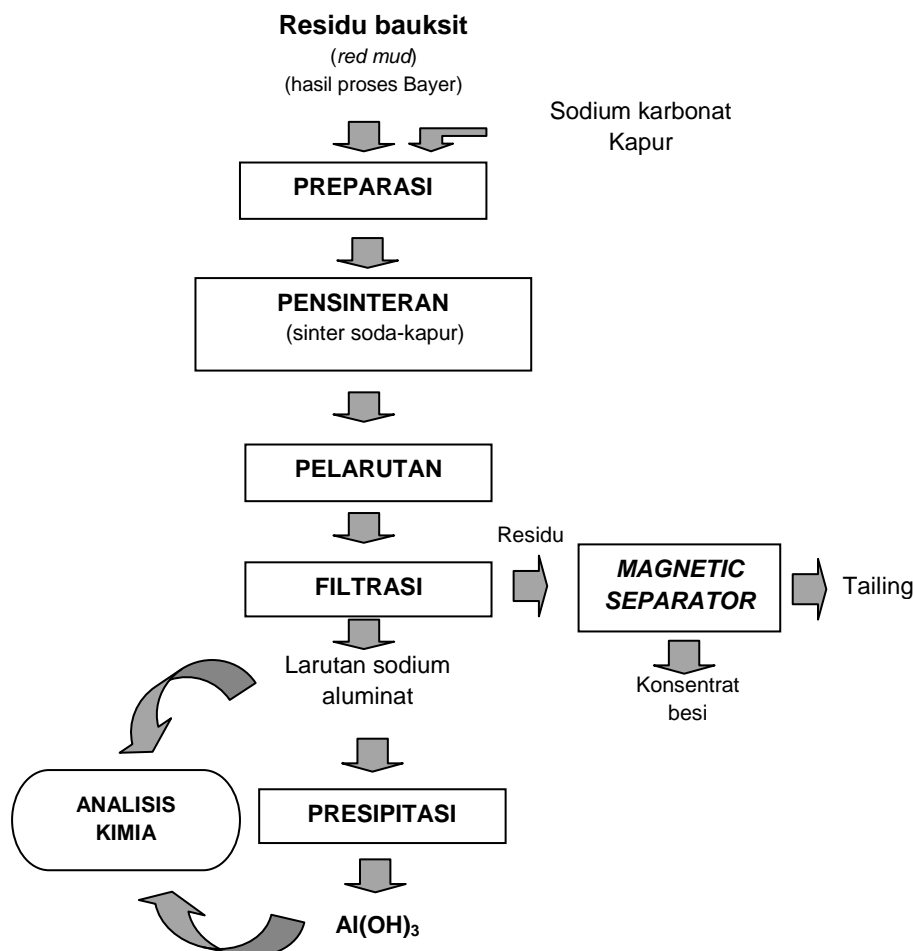 Residu bauksit
(red mud)
(hasil proses Bayer)
Sodium karbonat
Kapur
PREPARASI
PENSINTERAN
(sinter soda-kapur)
PELARUTAN
Residu
FILTRASI
MAGNETIC
SEPARATOR
Tailing
Larutan sodium
aluminat
Konsentrat
besi
ANALISIS
KIMIA
PRESIPITASI
Al(OH)₃